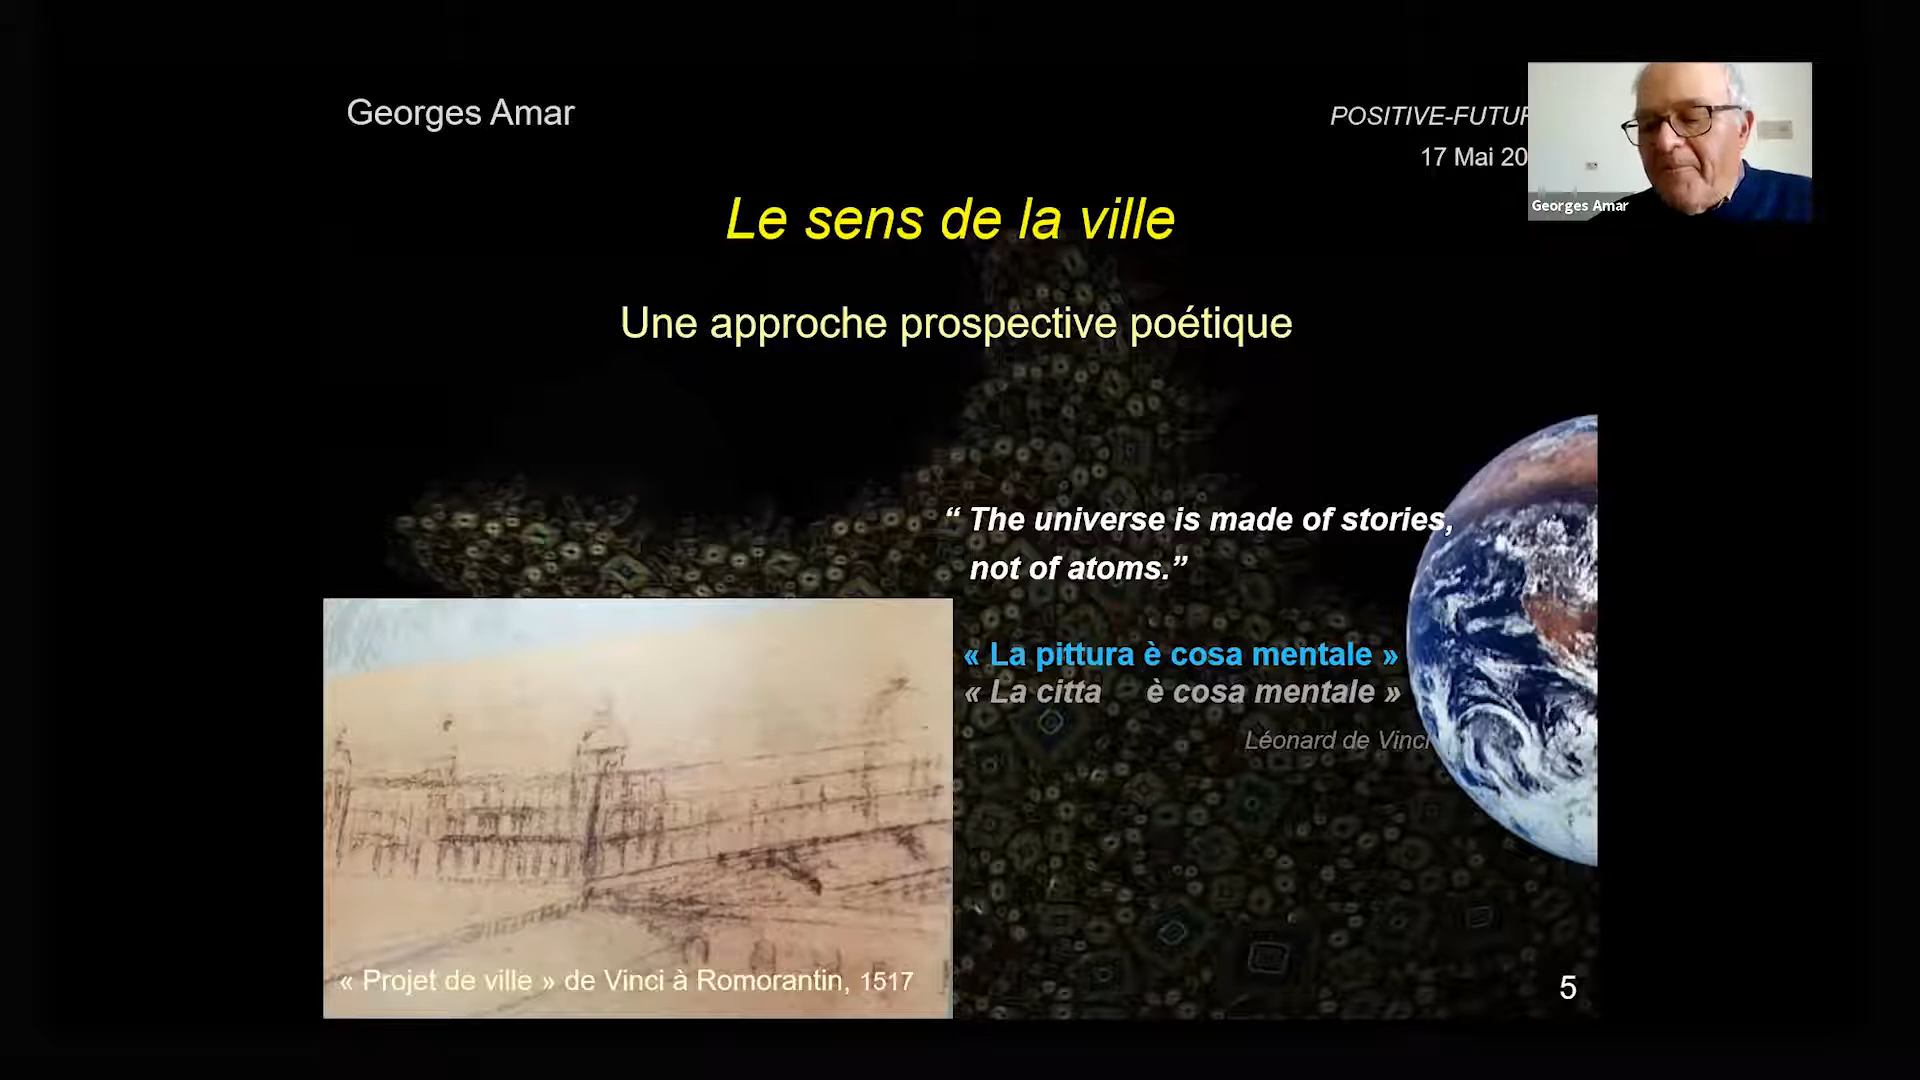 Georges Amar
POSITIVE-FUTUR
17 Mai 20
Georges Amar
Le sens de la ville
Une approche prospective poétique
“ The universe is made of stories,
not of atoms.”
« La pittura è cosa mentale »
« La citta è cosa mentale »
Léonard de Vinci
« Projet de ville » de Vinci à Romorantin, 1517
5